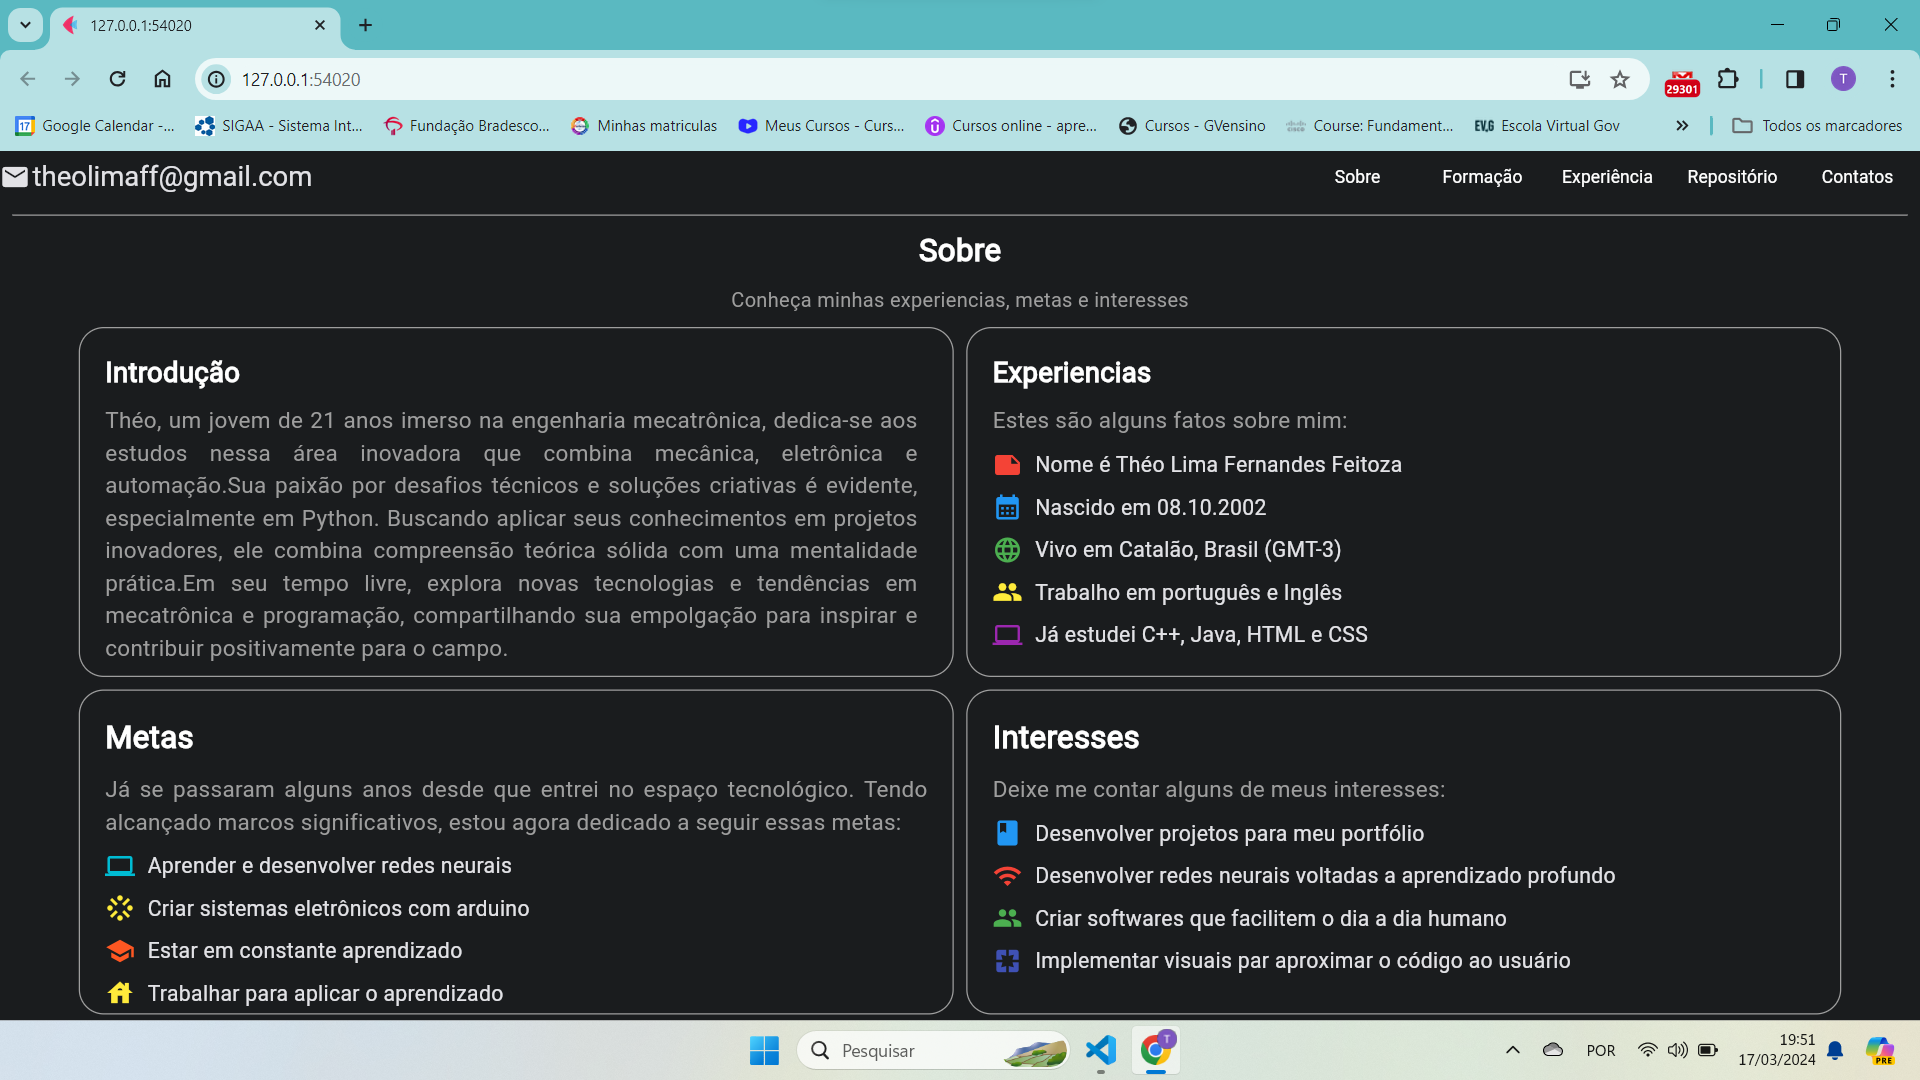 127.0.0.1:54020
127.0.0.1:54020
29301
T
17 Google Calendar -...
SIGAA - Sistema Int...
Fundação Bradesco...
Minhas matriculas
Meus Cursos - Curs...
Cursos online - apre...
Cursos - GVensino
Course: Fundament...
EV.G Escola Virtual Gov
Todos os marcadores
theolimaff@gmail.com
Sobre
Formação
Experiência
Repositório
Contatos
Sobre
Conheça minhas experiencias, metas e interesses
Introdução
Théo, um jovem de 21 anos imerso na engenharia mecatrônica, dedica-se aos
estudos nessa área inovadora que combina mecânica, eletrônica e
automação.Sua paixão por desafios técnicos e soluções criativas é evidente,
especialmente em Python. Buscando aplicar seus conhecimentos em projetos
inovadores, ele combina compreensão teórica sólida com uma mentalidade
prática.Em seu tempo livre, explora novas tecnologias e tendências em
mecatrônica e programação, compartilhando sua empolgação para inspirar e
contribuir positivamente para o campo.
Experiencias
Estes são alguns fatos sobre mim:
Nome é Théo Lima Fernandes Feitoza
Nascido em 08.10.2002
Vivo em Catalão, Brasil (GMT-3)
Trabalho em português e Inglês
Já estudei C++, Java, HTML e CSS
Metas
Já se passaram alguns anos desde que entrei no espaço tecnológico. Tendo
alcançado marcos significativos, estou agora dedicado a seguir essas metas:
Aprender e desenvolver redes neurais
Criar sistemas eletrônicos com arduino
Estar em constante aprendizado
Trabalhar para aplicar o aprendizado
Interesses
Deixe me contar alguns de meus interesses:
Desenvolver projetos para meu portfólio
Desenvolver redes neurais voltadas a aprendizado profundo
Criar softwares que facilitem o dia a dia humano
Implementar visuais par aproximar o código ao usuário
Pesquisar
T
POR
19:51
17/03/2024
PRE